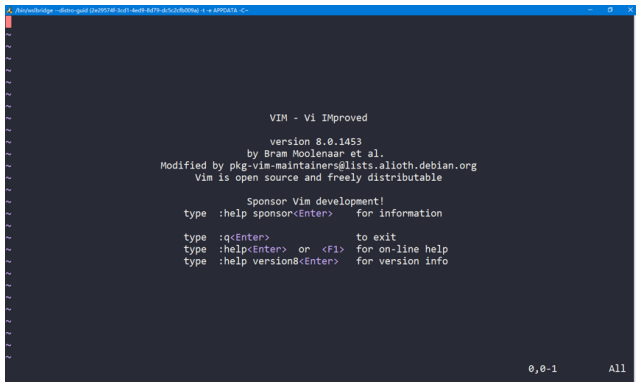 /bin/wslbridge --distro-guid {2e29574f-3cd1-4ed9-8d79-dc5c2cfb009a} -t -e APPDATA -C~
~
~
~
~
~
~
~
VIM - Vi IMproved
~
version 8.0.1453
by Bram Moolenaar et al.
Modified by pkg-vim-maintainers@lists.alioth.debian.org
Vim is open source and freely distributable
~
Sponsor Vim development!
type :help sponsor<Enter> for information
~
type :q<Enter> to exit
type :help<Enter> or <F1> for on-line help
type :help version8<Enter> for version info
~
~
~
~
~
~
~
~
0,0-1 All